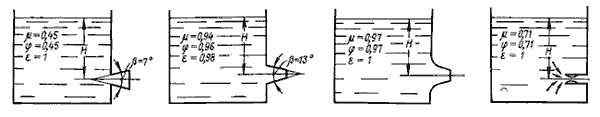 μ=0,45
φ=0,45
ε=1
H
β=7°
μ=0,94
φ=0,96
ε=0,98
H
β=13°
μ=0,97
φ=0,97
ε=1
H
μ=0,71
φ=0,71
ε=1
H